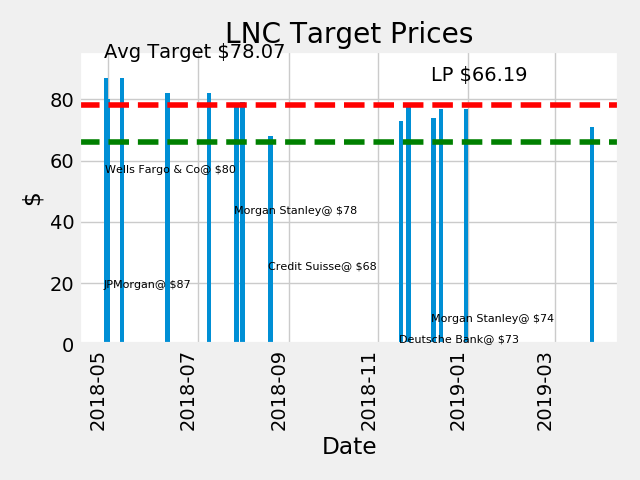 LNC Target Prices
Avg Target $78.07
LP $66.19
80
60
40
20
0
$
Wells Fargo & Co@ $80
Morgan Stanley@ $78
Credit Suisse@ $68
JPMorgan@ $87
Morgan Stanley@ $74
Deutsche Bank@ $73
2018-05
2018-07
2018-09
2018-11
2019-01
2019-03
Date